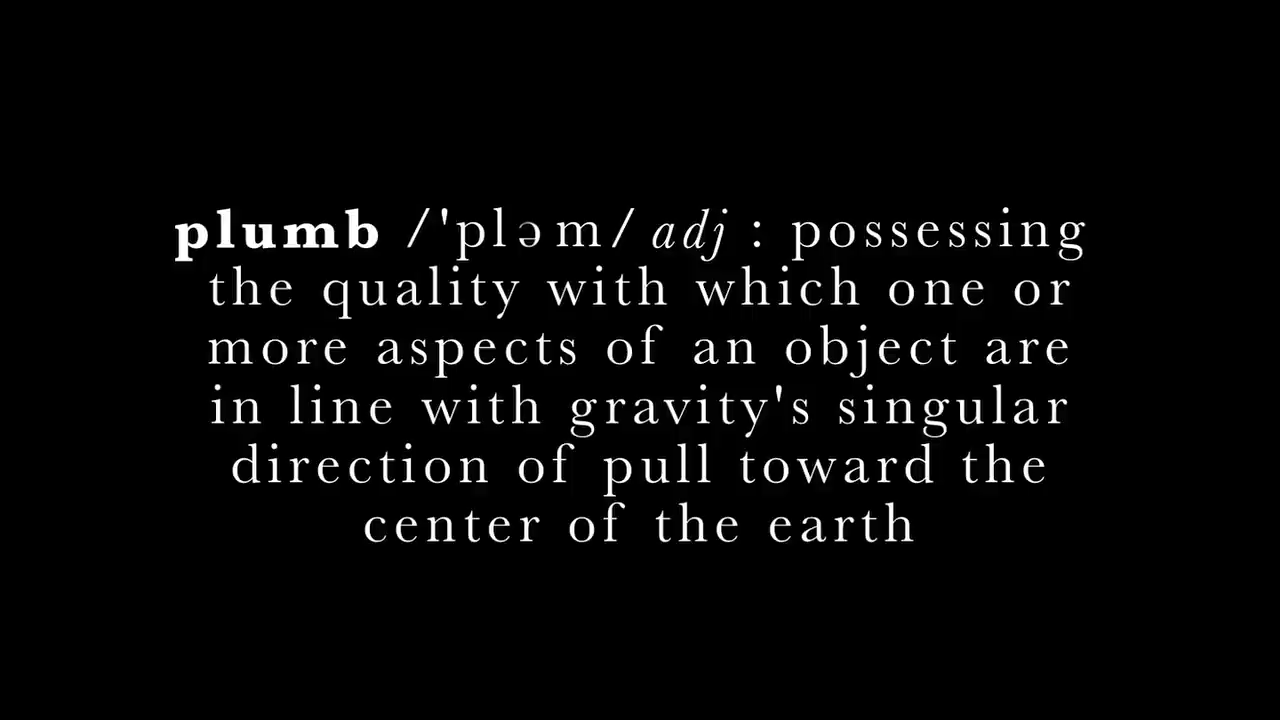 plumb /'pləm/ adj : possessing
the quality with which one or
more aspects of an object are
in line with gravity's singular
direction of pull toward the
center of the earth